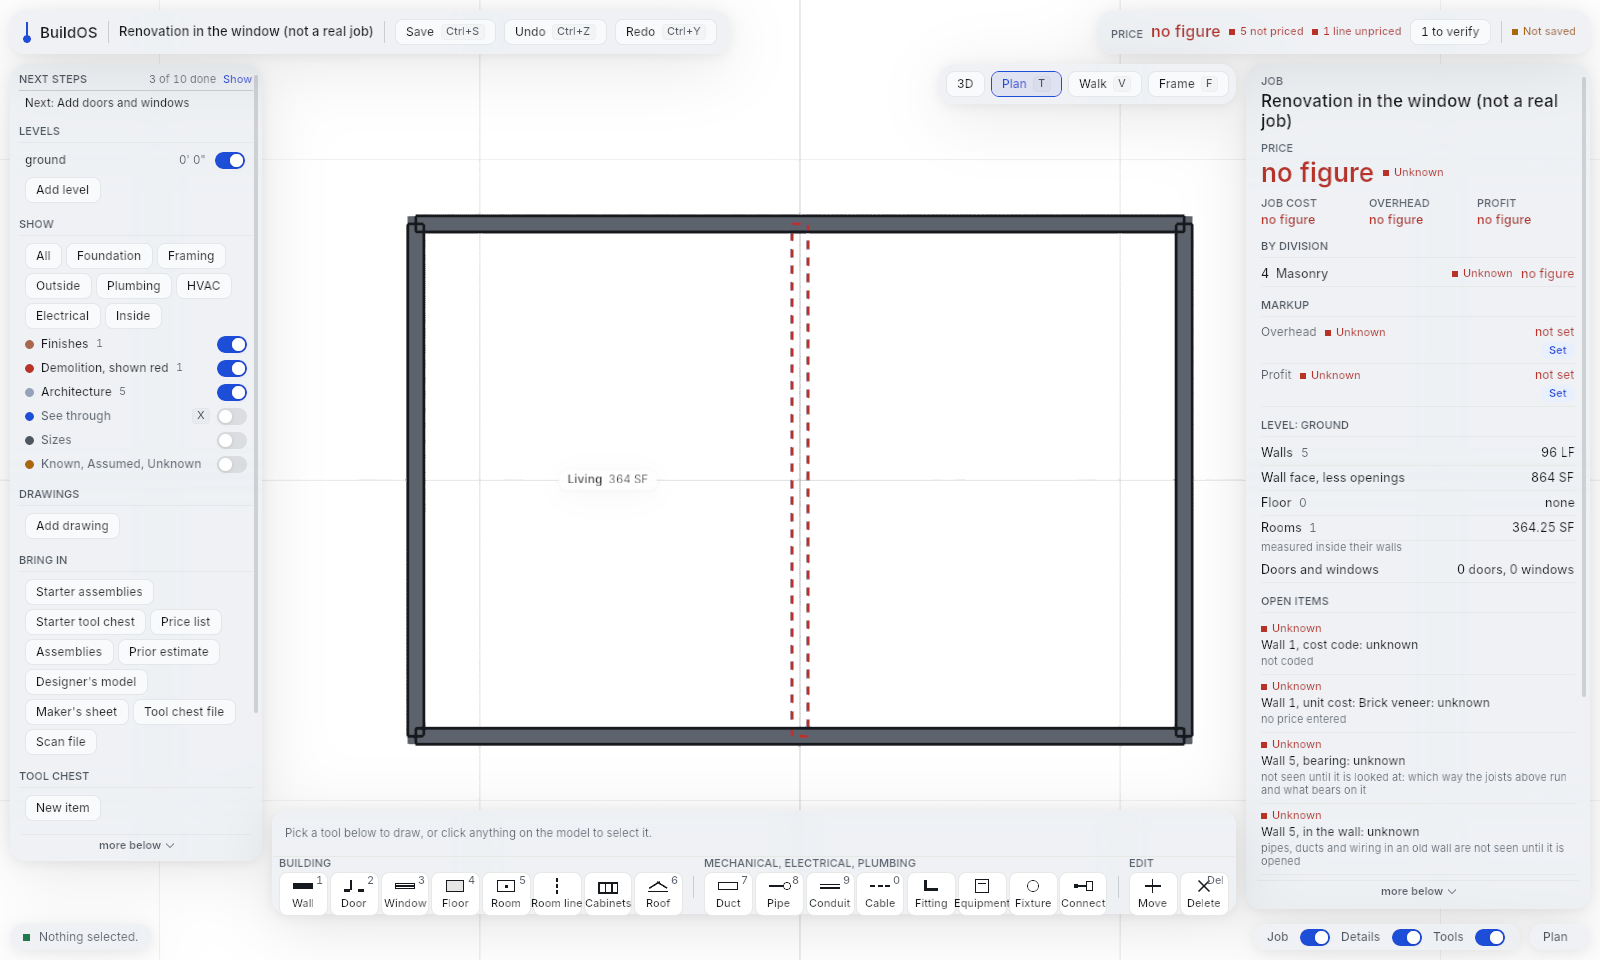 BuildOS
Renovation in the window (not a real job)
Save Ctrl+S
Undo Ctrl+Z
Redo Ctrl+Y
PRICE no figure 5 not priced 1 line unpriced 1 to verify Not saved
3D
Plan T
Walk V
Frame F
NEXT STEPS 3 of 10 done Show
Next: Add doors and windows
LEVELS
ground 0' 0"
Add level
SHOW
All Foundation Framing
Outside Plumbing HVAC
Electrical Inside
Finishes 1
Demolition, shown red 1
Architecture 5
See through X
Sizes
Known, Assumed, Unknown
DRAWINGS
Add drawing
BRING IN
Starter assemblies
Starter tool chest Price list
Assemblies Prior estimate
Designer's model
Maker's sheet Tool chest file
Scan file
TOOL CHEST
New item
more below
Nothing selected.
Living 364 SF
Pick a tool below to draw, or click anything on the model to select it.
BUILDING
Wall 1
Door 2
Window 3
Floor 4
Room 5
Room line
Cabinets
Roof 6
MECHANICAL, ELECTRICAL, PLUMBING
Duct 7
Pipe 8
Conduit 9
Cable 0
Fitting
Equipment
Fixture
Connect
EDIT
Move
Delete Del
JOB
Renovation in the window (not a real
job)
PRICE
no figure Unknown
JOB COST OVERHEAD PROFIT
no figure no figure no figure
BY DIVISION
4 Masonry Unknown no figure
MARKUP
Overhead Unknown not set
Set
Profit Unknown not set
Set
LEVEL: GROUND
Walls 5 96 LF
Wall face, less openings 864 SF
Floor 0 none
Rooms 1 364.25 SF
measured inside their walls
Doors and windows 0 doors, 0 windows
OPEN ITEMS
Unknown
Wall 1, cost code: unknown
not coded
Unknown
Wall 1, unit cost: Brick veneer: unknown
no price entered
Unknown
Wall 5, bearing: unknown
not seen until it is looked at: which way the joists above run
and what bears on it
Unknown
Wall 5, in the wall: unknown
pipes, ducts and wiring in an old wall are not seen until it is
opened
more below
Job Details Tools Plan